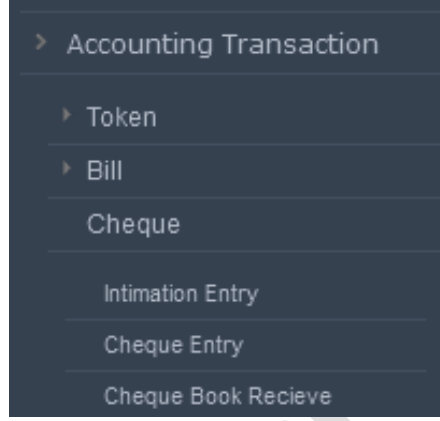 Accounting Transaction
Token
Bill
Cheque
Intimation Entry
Cheque Entry
Cheque Book Recieve